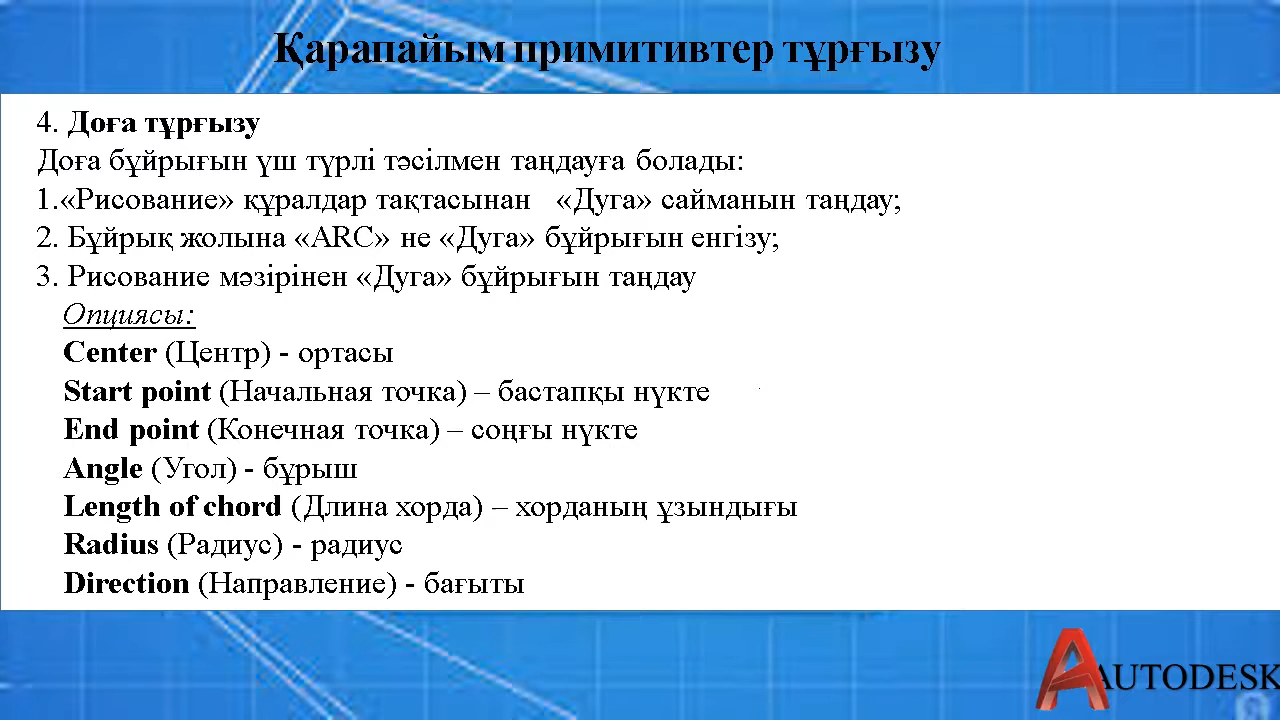 Қарапайым примитивтер тұрғызу
4. Доға тұрғызу
Доға бұйрығын үш түрлі тәсілмен таңдауға болады:
1.«Рисование» құралдар тақтасынан «Дуга» сайманын таңдау;
2. Бұйрық жолына «ARC» не «Дуга» бұйрығын енгізу;
3. Рисование мәзірінен «Дуга» бұйрығын таңдау
Опциясы:
Center (Центр) - ортасы
Start point (Начальная точка) – бастапқы нүкте
End point (Конечная точка) – соңғы нүкте
Angle (Угол) - бұрыш
Length of chord (Длина хорда) – хорданың ұзындығы
Radius (Радиус) - радиус
Direction (Направление) - бағыты
AUTODESK